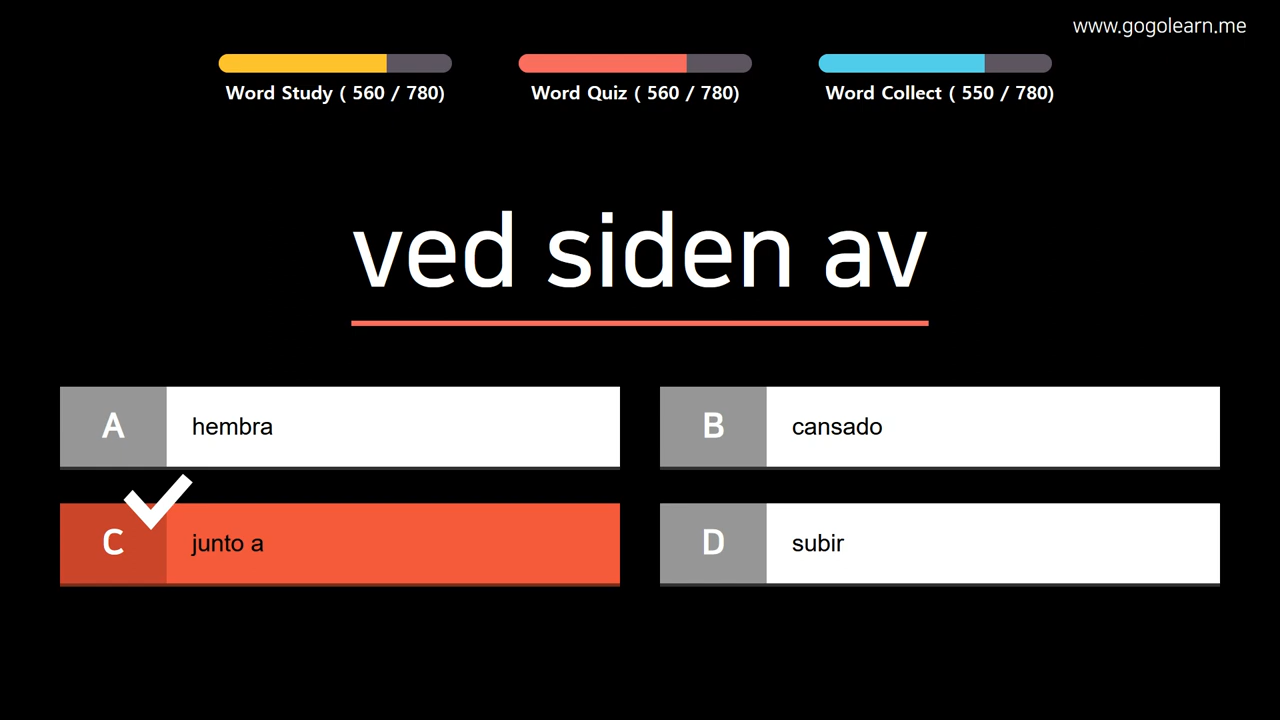 www.gogolearn.me
Word Study ( 560 / 780)
Word Quiz ( 560 / 780)
Word Collect ( 550 / 780)
ved siden av
A hembra
B cansado
C junto a
D subir